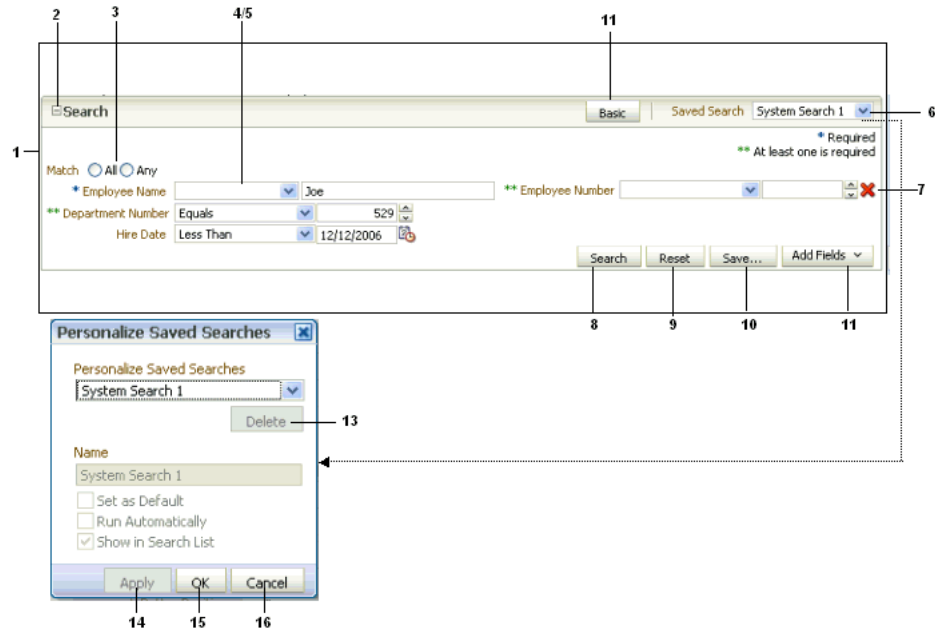 2 3 4/5 11
Search Basic Saved Search System Search 1 6
* Required
** At least one is required
1
Match All Any
* Employee Name Joe ** Employee Number 7
** Department Number Equals 529
Hire Date Less Than 12/12/2006
Search Reset Save... Add Fields
8 9 10 11
Personalize Saved Searches
Personalize Saved Searches
System Search 1
Delete 13
Name
System Search 1
Set as Default
Run Automatically
Show in Search List
Apply OK Cancel
14 15 16